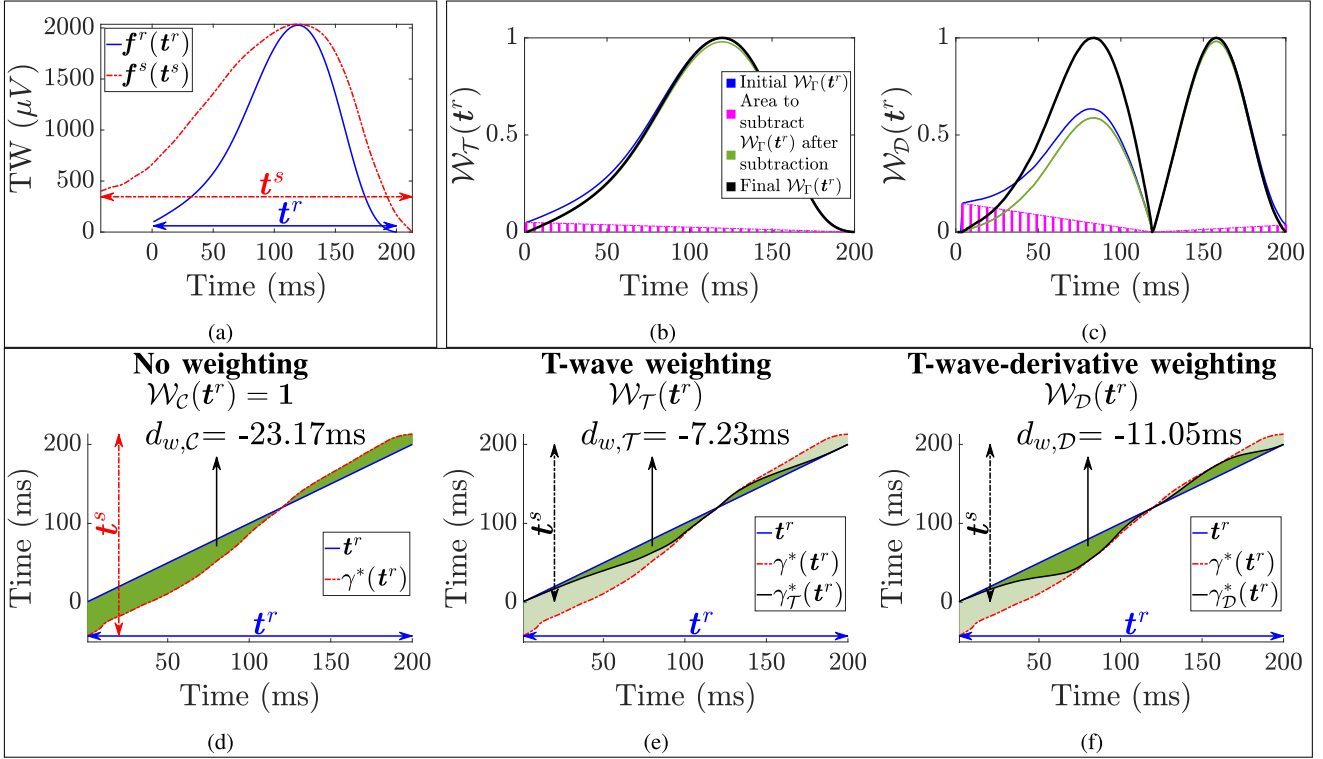 2000
1500
1000
500
0
TW (μV)
f^r(t^r)
f^s(t^s)
t^s
t^r
0 50 100 150 200
Time (ms)
(a)
1
0.5
0
W_T(t^r)
Initial W_Γ(t^r)
Area to
subtract
W_Γ(t^r) after
subtraction
Final W_Γ(t^r)
0 50 100 150 200
Time (ms)
(b)
1
0.5
0
W_D(t^r)
0 50 100 150 200
Time (ms)
(c)
No weighting
W_C(t^r) = 1
d_{w,C}= -23.17ms
200
100
0
Time (ms)
t^s
t^r
γ*(t^r)
t^r
50 100 150 200
Time (ms)
(d)
T-wave weighting
W_T(t^r)
d_{w,T}= -7.23ms
200
100
0
Time (ms)
t^s
t^r
γ*(t^r)
γ*_T(t^r)
t^r
50 100 150 200
Time (ms)
(e)
T-wave-derivative weighting
W_D(t^r)
d_{w,D}= -11.05ms
200
100
0
Time (ms)
t^s
t^r
γ*(t^r)
γ*_D(t^r)
t^r
50 100 150 200
Time (ms)
(f)